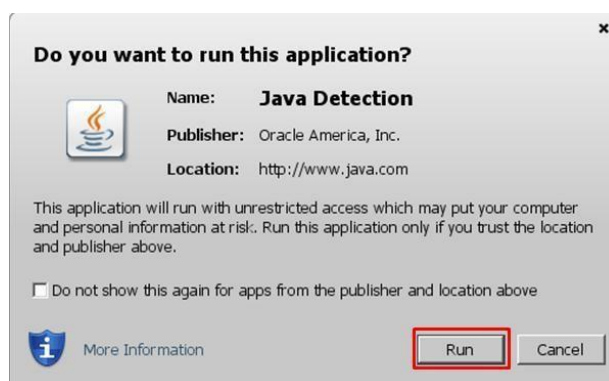 Do you want to run this application?
Name: Java Detection
Publisher: Oracle America, Inc.
Location: http://www.java.com
This application will run with unrestricted access which may put your computer
and personal information at risk. Run this application only if you trust the location
and publisher above.
Do not show this again for apps from the publisher and location above
More Information Run Cancel